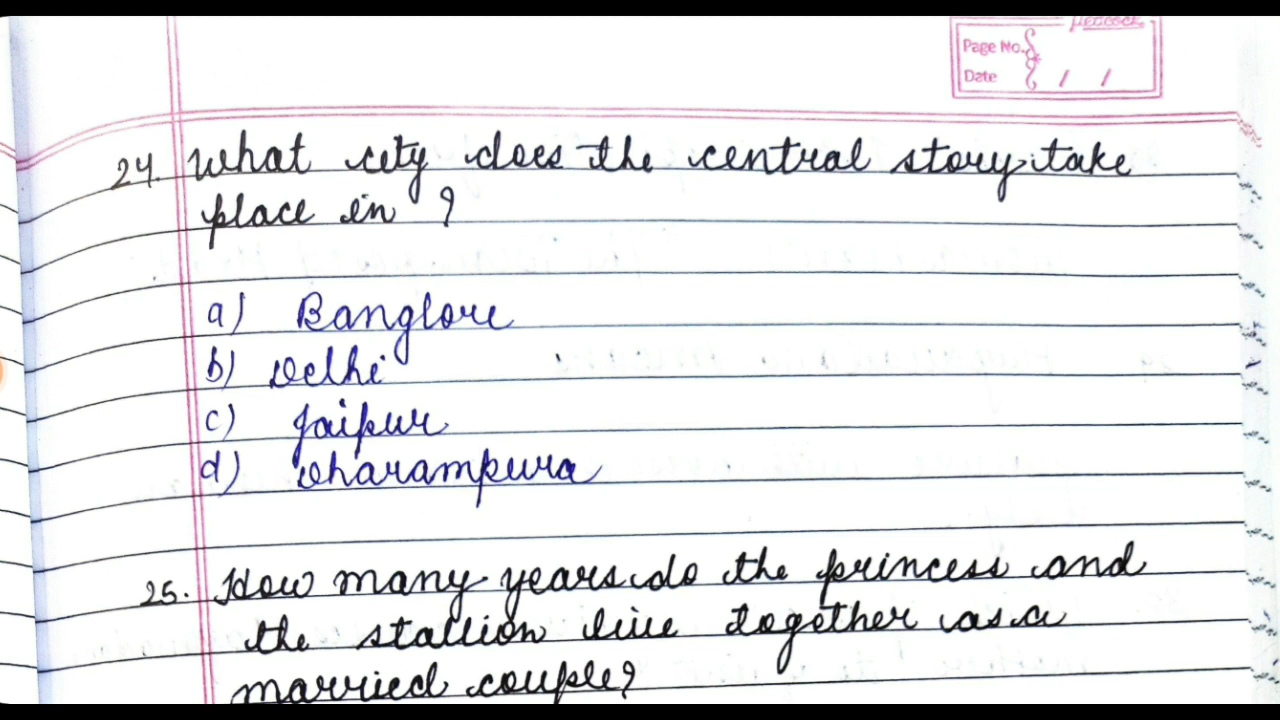 Peacock
Page No.
Date / /
24. What city does the central story take
place in ?
a) Banglore
b) Delhi
c) Jaipur
d) Dharampura
25. How many years do the princess and
the stallion live together as a
married couple?